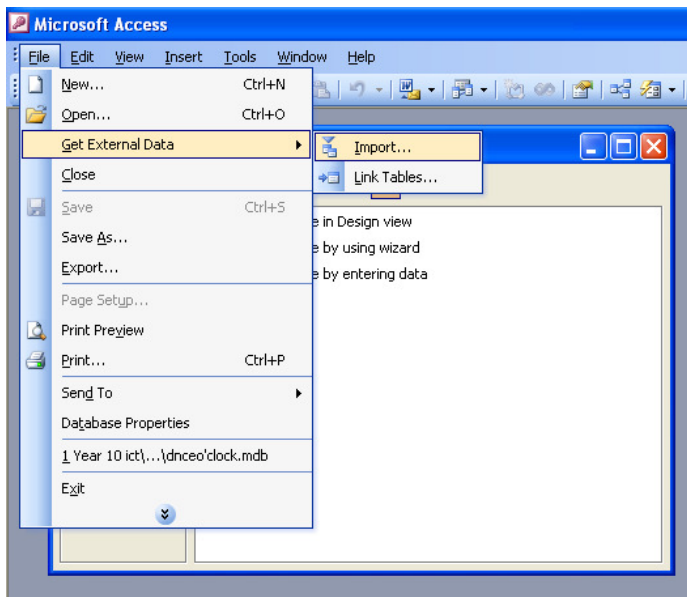 Microsoft Access
File Edit View Insert Tools Window Help
New... Ctrl+N
Open... Ctrl+O
Get External Data
Import...
Close
Link Tables...
Save Ctrl+S
e in Design view
Save As...
e by using wizard
Export...
e by entering data
Page Setup...
Print Preview
Print... Ctrl+P
Send To
Database Properties
1 Year 10 ict\...\dnceo'clock.mdb
Exit